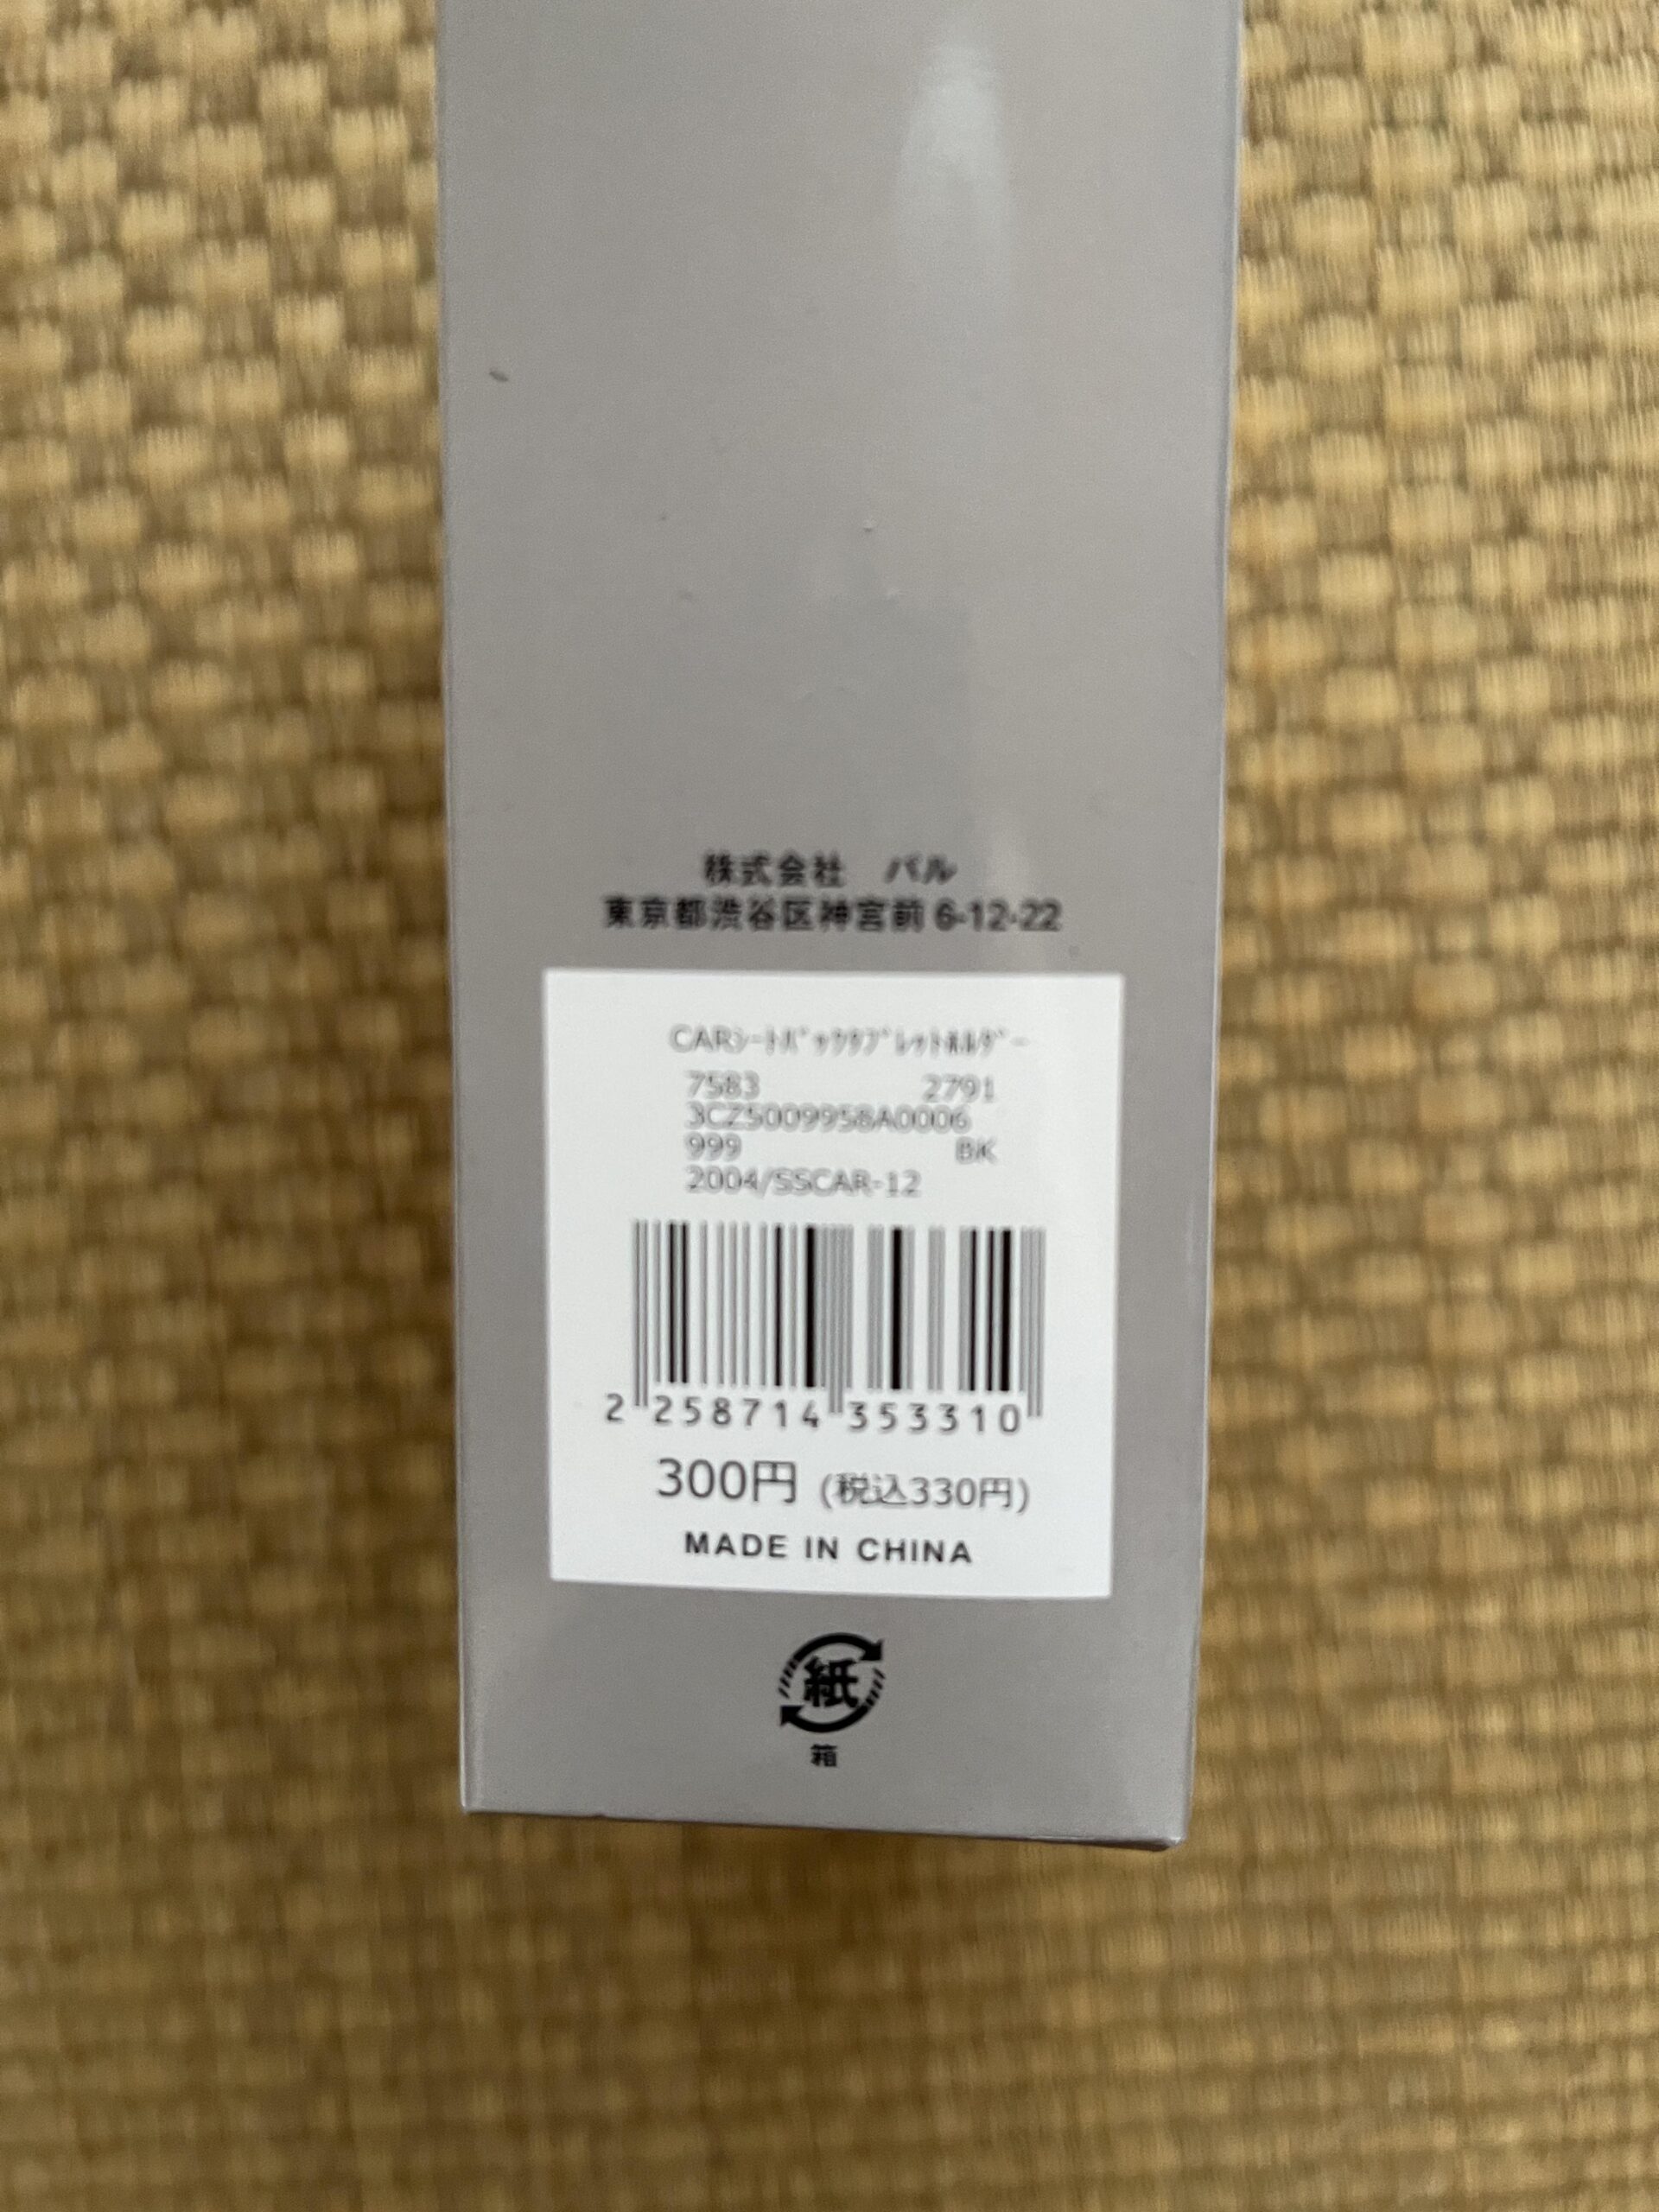 株式会社　パル
東京都渋谷区神宮前 6-12-22
CARｼｰﾄﾊﾞｯｸﾀﾌﾞﾚｯﾄﾎﾙﾀﾞｰ
7583 2791
3CZ5009958A0006
999 BK
2004/SSCAR-12
2 258714 353310
300円 (税込330円)
MADE IN CHINA
紙
箱